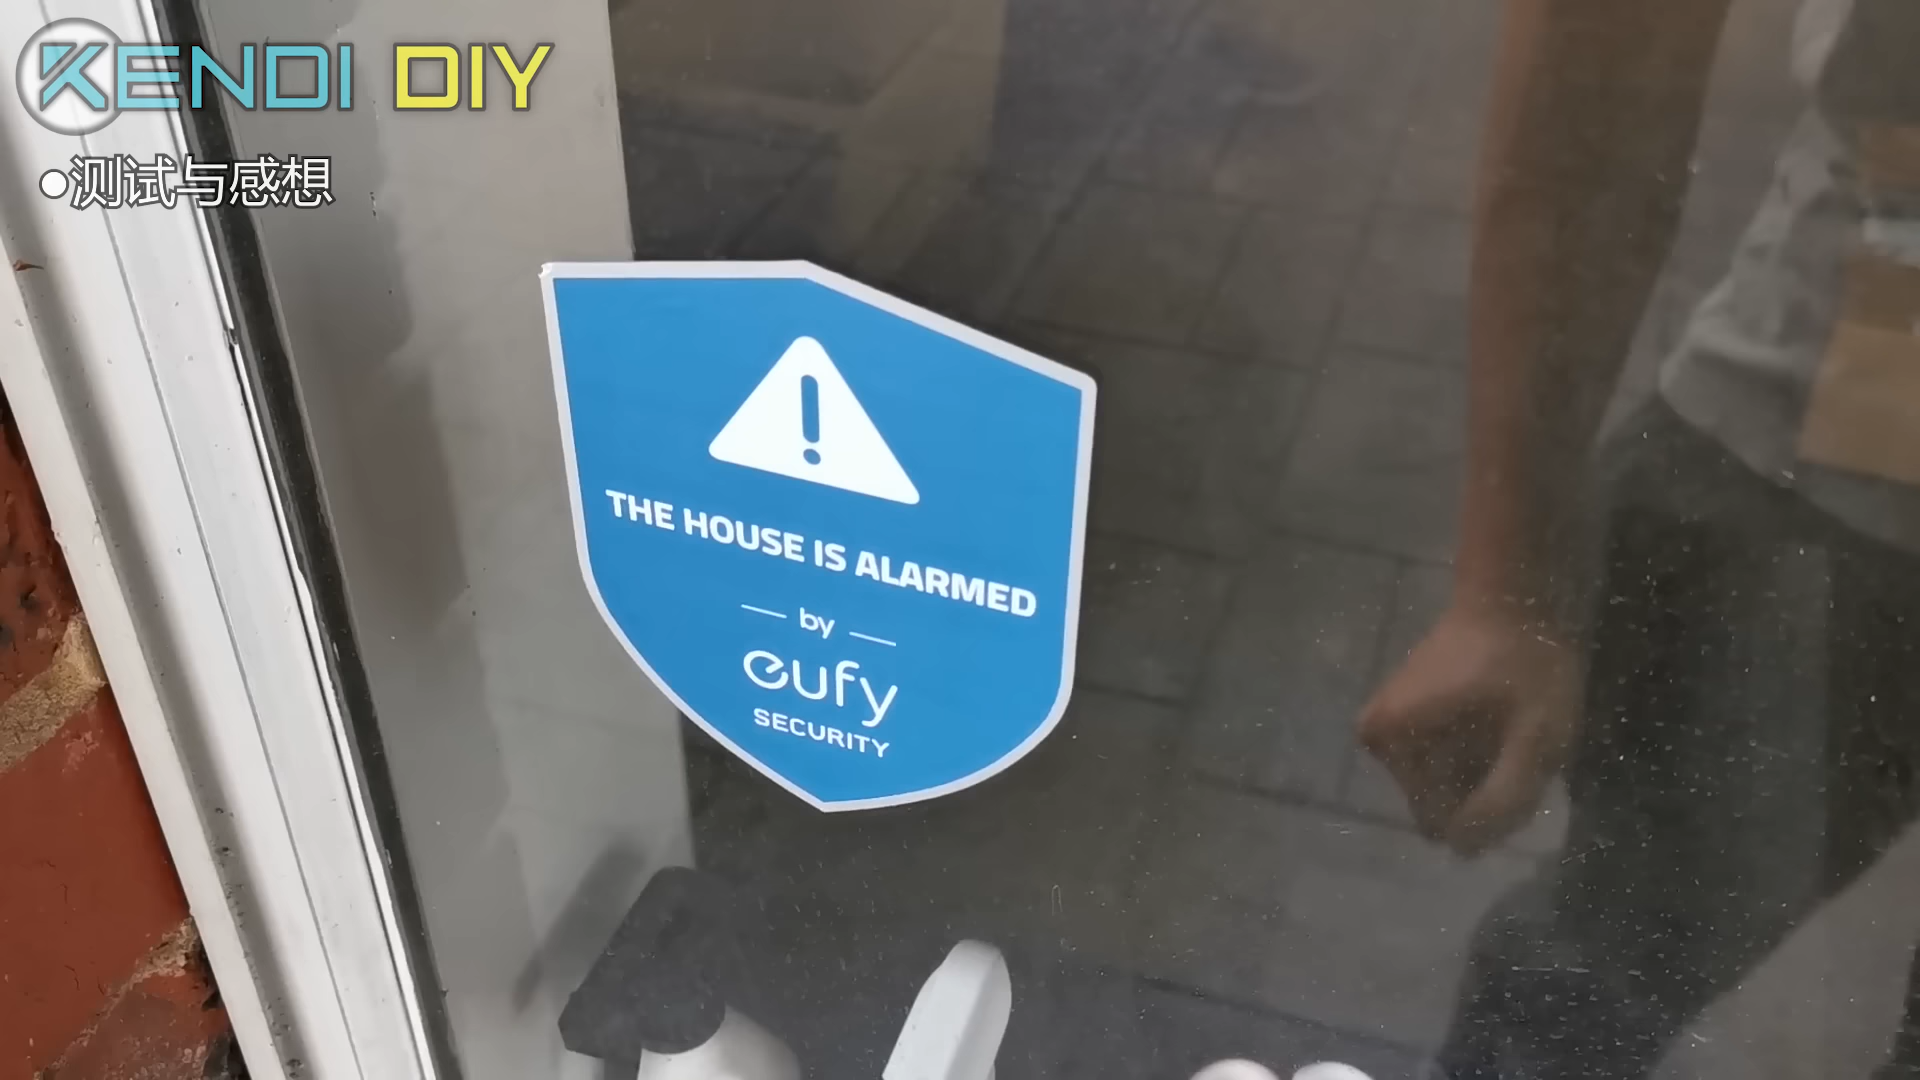 KENDI DIY
●测试与感想
!
THE HOUSE IS ALARMED
by
eufy
SECURITY